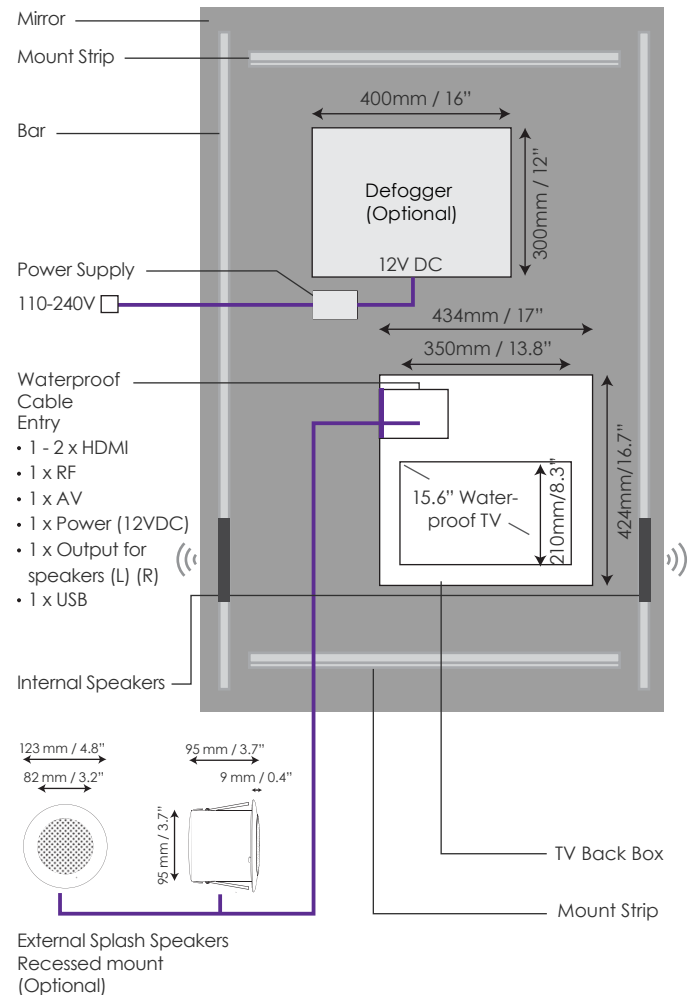 Mirror
Mount Strip
400mm / 16”
Bar
300mm / 12”
Defogger
(Optional)
12V DC
Power Supply
110-240V
434mm / 17”
350mm / 13.8”
Waterproof
Cable
Entry
• 1 - 2 x HDMI
• 1 x RF
• 1 x AV
• 1 x Power (12VDC)
• 1 x Output for
speakers (L) (R)
• 1 x USB
15.6” Water-
proof TV
210mm/8.3”
424mm/16.7”
Internal Speakers
123 mm / 4.8”
82 mm / 3.2”
95 mm / 3.7”
9 mm / 0.4”
95 mm / 3.7”
TV Back Box
Mount Strip
External Splash Speakers
Recessed mount
(Optional)